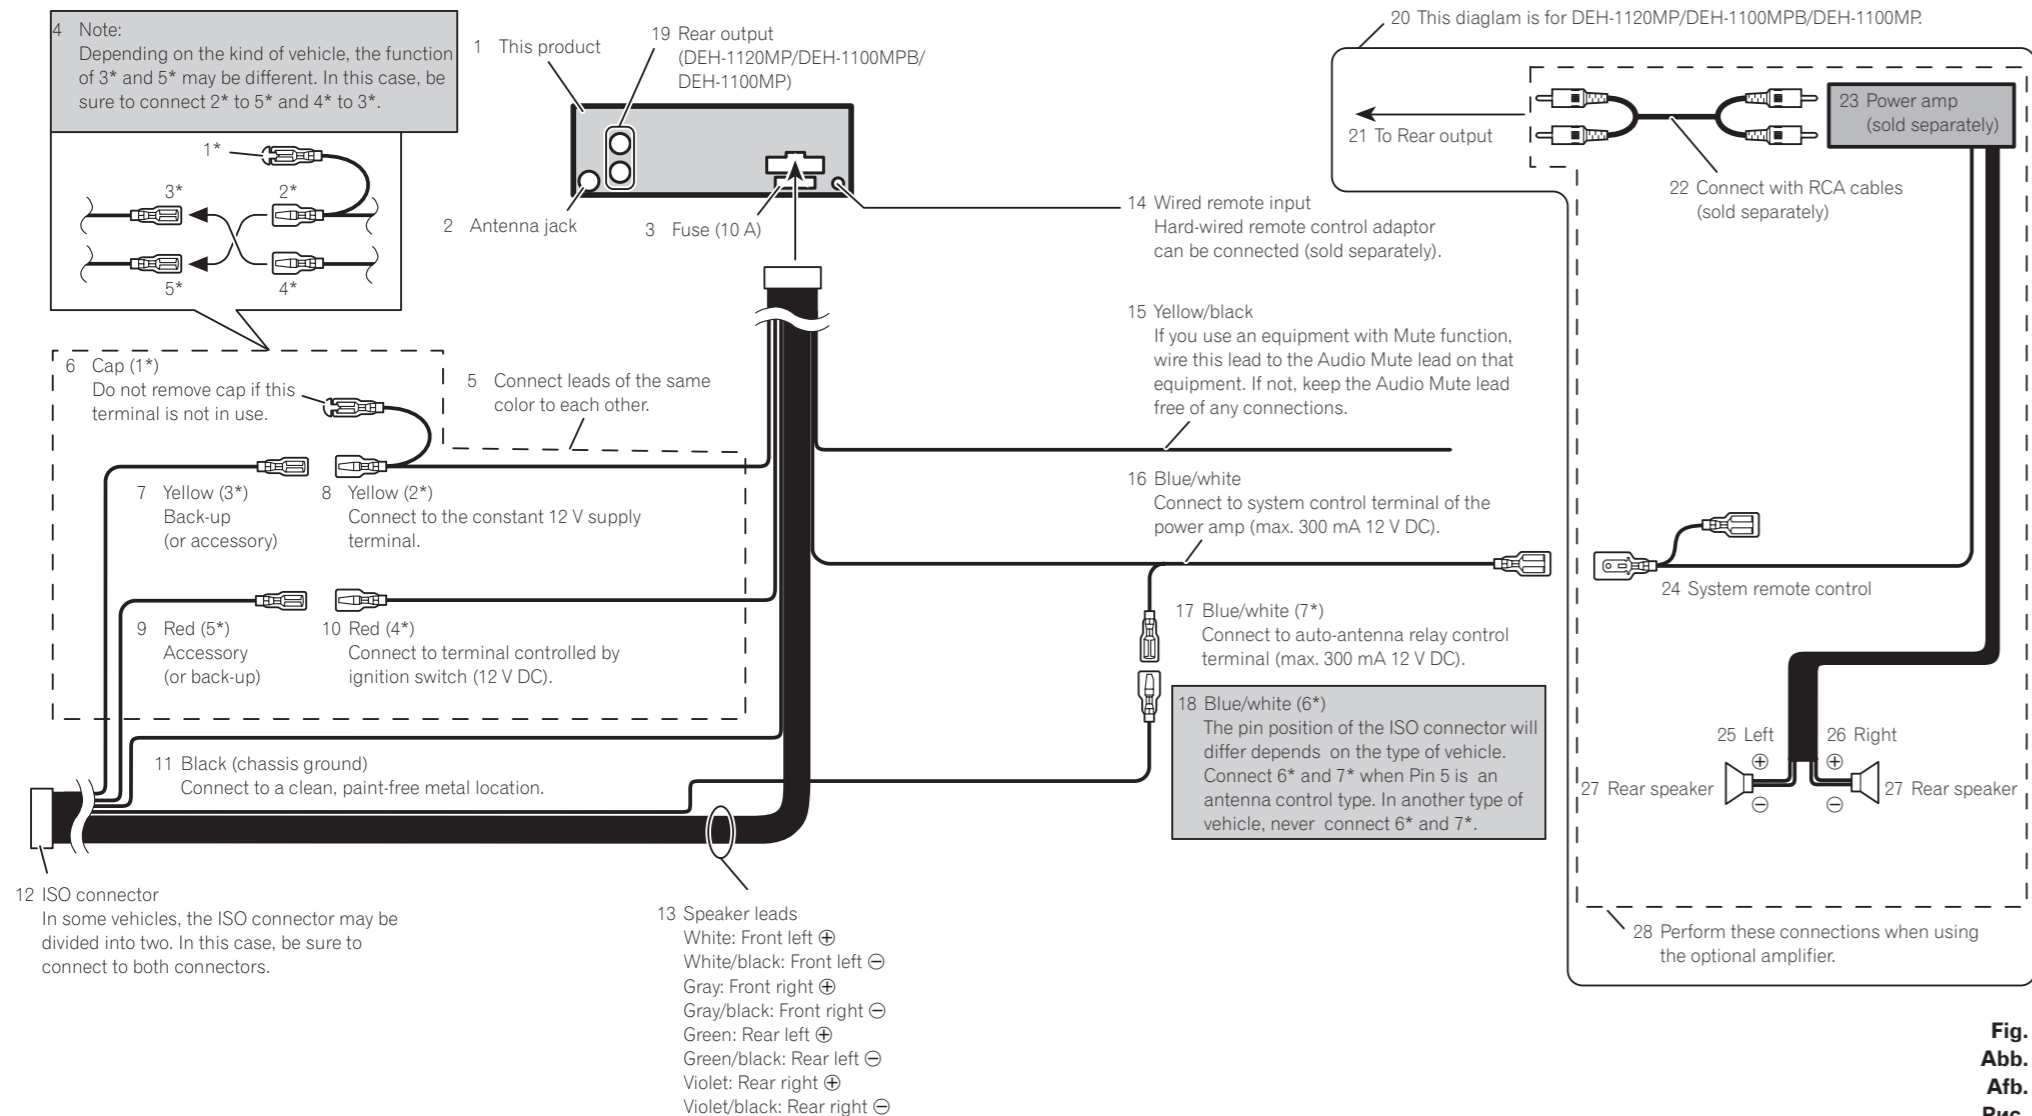 4 Note:
Depending on the kind of vehicle, the function
of 3* and 5* may be different. In this case, be
sure to connect 2* to 5* and 4* to 3*.
1*
3*
2*
5*
4*
1 This product
19 Rear output
(DEH-1120MP/DEH-1100MPB/
DEH-1100MP)
2 Antenna jack
3 Fuse (10 A)
14 Wired remote input
Hard-wired remote control adaptor
can be connected (sold separately).
15 Yellow/black
If you use an equipment with Mute function,
wire this lead to the Audio Mute lead on that
equipment. If not, keep the Audio Mute lead
free of any connections.
6 Cap (1*)
Do not remove cap if this
terminal is not in use.
5 Connect leads of the same
color to each other.
7 Yellow (3*)
Back-up
(or accessory)
8 Yellow (2*)
Connect to the constant 12 V supply
terminal.
9 Red (5*)
Accessory
(or back-up)
10 Red (4*)
Connect to terminal controlled by
ignition switch (12 V DC).
11 Black (chassis ground)
Connect to a clean, paint-free metal location.
12 ISO connector
In some vehicles, the ISO connector may be
divided into two. In this case, be sure to
connect to both connectors.
13 Speaker leads
White: Front left ⊕
White/black: Front left ⊖
Gray: Front right ⊕
Gray/black: Front right ⊖
Green: Rear left ⊕
Green/black: Rear left ⊖
Violet: Rear right ⊕
Violet/black: Rear right ⊖
16 Blue/white
Connect to system control terminal of the
power amp (max. 300 mA 12 V DC).
17 Blue/white (7*)
Connect to auto-antenna relay control
terminal (max. 300 mA 12 V DC).
18 Blue/white (6*)
The pin position of the ISO connector will
differ depends on the type of vehicle.
Connect 6* and 7* when Pin 5 is an
antenna control type. In another type of
vehicle, never connect 6* and 7*.
20 This diaglam is for DEH-1120MP/DEH-1100MPB/DEH-1100MP.
21 To Rear output
22 Connect with RCA cables
(sold separately)
23 Power amp
(sold separately)
24 System remote control
25 Left
26 Right
⊕
⊕
27 Rear speaker
27 Rear speaker
⊖
⊖
28 Perform these connections when using
the optional amplifier.
Fig.
Abb.
Afb.
Рис.